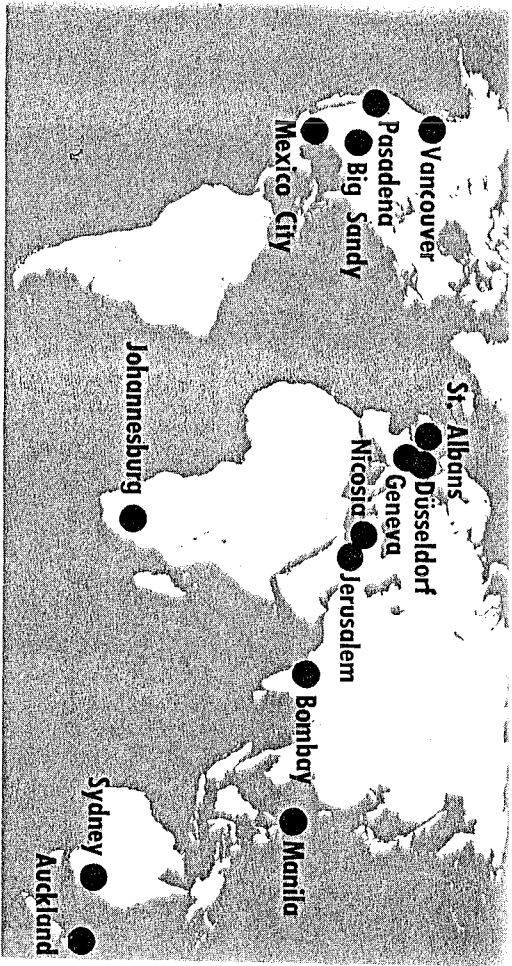 Vancouver
Pasadena
Big Sandy
Mexico City
St. Albans
Düsseldorf
Geneva
Nicosia
Jerusalem
Johannesburg
Bombay
Manila
Sydney
Auckland